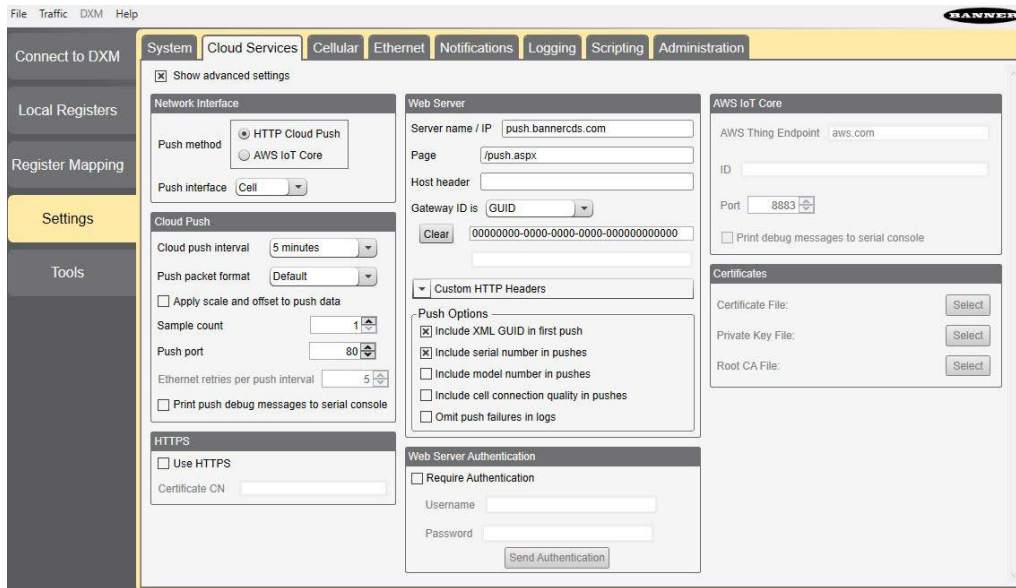 File Traffic DXM Help
BANNER
Connect to DXM
Local Registers
Register Mapping
Settings
Tools
System Cloud Services Cellular Ethernet Notifications Logging Scripting Administration
Show advanced settings
Network Interface
Push method
HTTP Cloud Push
AWS IoT Core
Push interface Cell
Cloud Push
Cloud push interval 5 minutes
Push packet format Default
Apply scale and offset to push data
Sample count 1
Push port 80
Ethernet retries per push interval 5
Print push debug messages to serial console
HTTPS
Use HTTPS
Certificate CN
Web Server
Server name / IP push.bannercds.com
Page /push.aspx
Host header
Gateway ID is GUID
Clear 00000000-0000-0000-0000-000000000000
Custom HTTP Headers
Push Options
Include XML GUID in first push
Include serial number in pushes
Include model number in pushes
Include cell connection quality in pushes
Omit push failures in logs
Web Server Authentication
Require Authentication
Username
Password
Send Authentication
AWS IoT Core
AWS Thing Endpoint aws.com
ID
Port 8883
Print debug messages to serial console
Certificates
Certificate File: Select
Private Key File: Select
Root CA File: Select